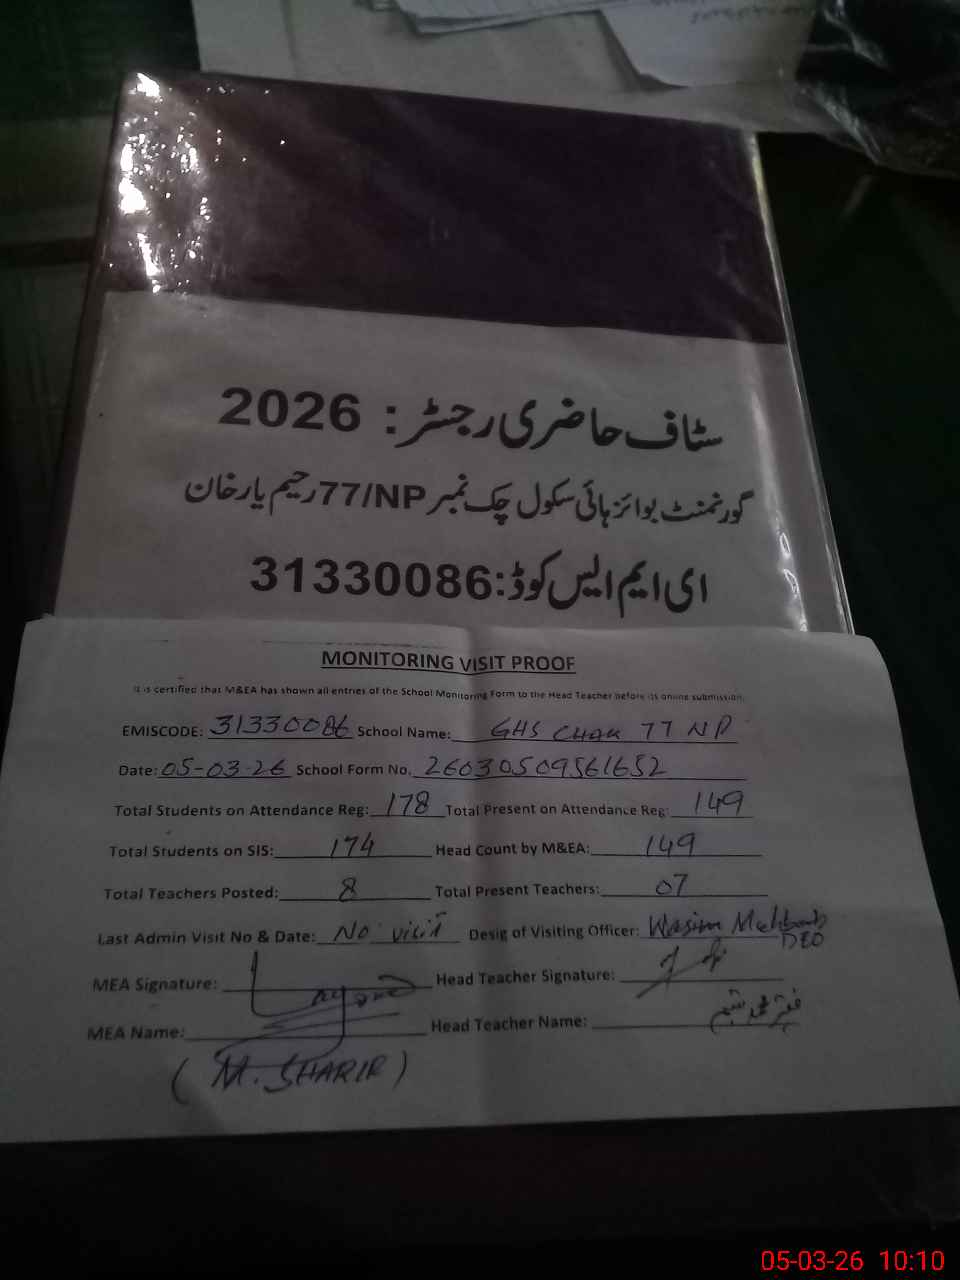 سٹاف حاضری رجسٹر: 2026
گورنمنٹ بوائز ہائی سکول چک نمبر 77/NP رحیم یار خان
ای ایم ایس کوڈ: 31330086
MONITORING VISIT PROOF
It is certified that M&EA has shown all entries of the School Monitoring Form to the Head Teacher before its online submission.
EMISCODE: 31330086 School Name: GHS CHAK 77 NP
Date: 05-03-26 School Form No. 26030509561652
Total Students on Attendance Reg: 178 Total Present on Attendance Reg: 149
Total Students on SIS: 174 Head Count by M&EA: 149
Total Teachers Posted: 8 Total Present Teachers: 07
Last Admin Visit No & Date: No visit Desig of Visiting Officer: Wasim
DEO
MEA Signature: Head Teacher Signature:
MEA Name: Head Teacher Name:
(M. SHARIF)
05-03-26 10:10